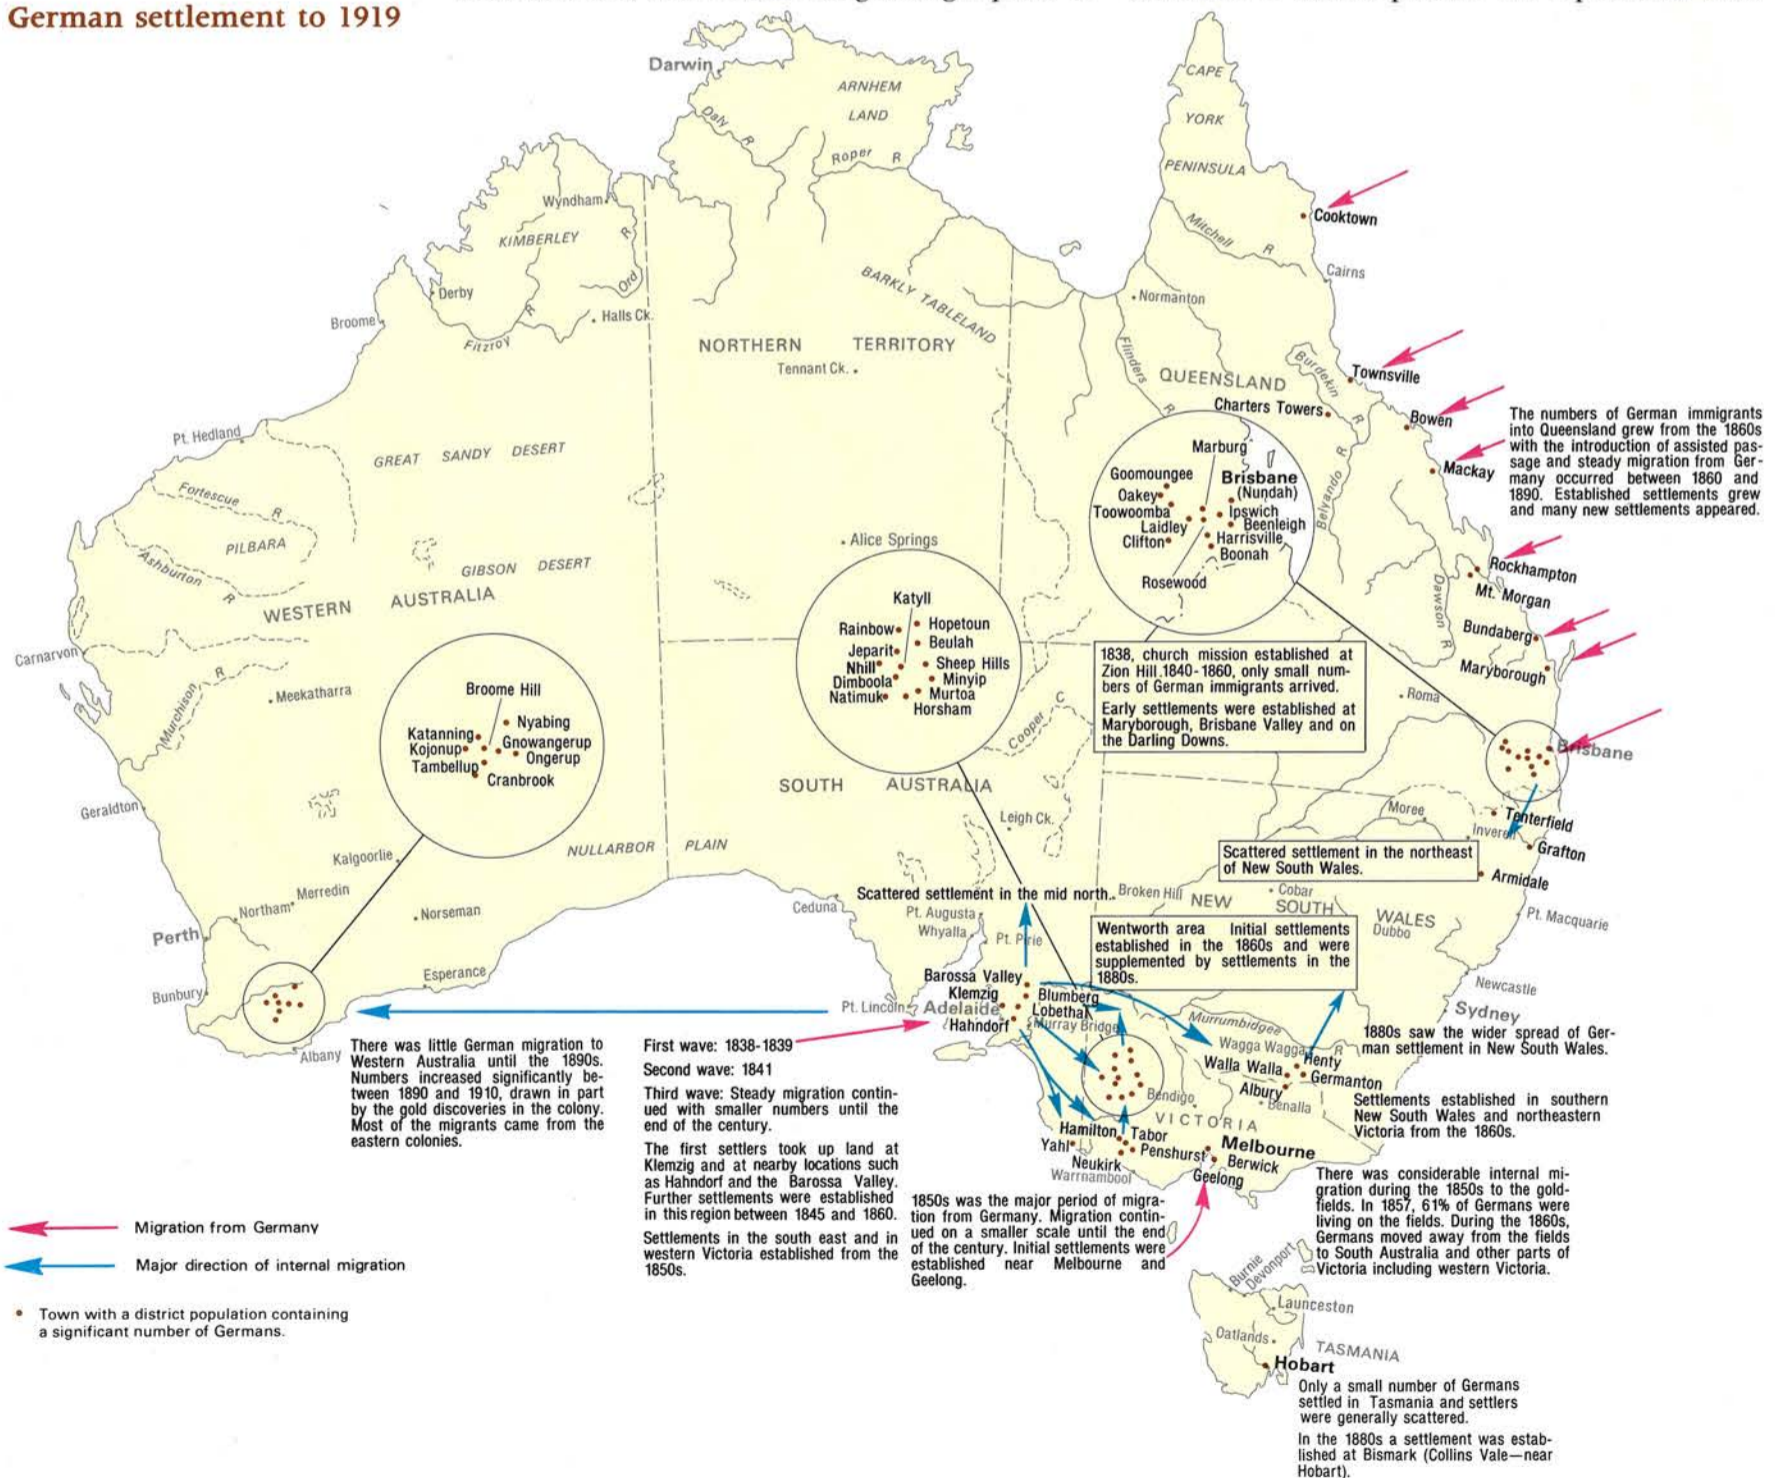 German settlement to 1919
Darwin
ARNHEM
LAND
Daly R
Roper R
CAPE
YORK
PENINSULA
Cooktown
Mitchell R
Cairns
Wyndham
KIMBERLEY
R
Ord
Derby
Halls Ck.
Broome
Fitzroy
R
BARKLY TABLELAND
Normanton
Flinders
R
NORTHERN TERRITORY
Tennant Ck.
QUEENSLAND
Burdekin
R
Townsville
Charters Towers
Bowen
Mackay
Belyando R
The numbers of German immigrants
into Queensland grew from the 1860s
with the introduction of assisted pas-
sage and steady migration from Ger-
many occurred between 1860 and
1890. Established settlements grew
and many new settlements appeared.
Pt. Hedland
GREAT SANDY DESERT
Fortescue
R
PILBARA
Ashburton
R
GIBSON DESERT
WESTERN AUSTRALIA
Alice Springs
Marburg
Goomoungee
Brisbane
(Nundah)
Oakey
Toowoomba
Ipswich
Laidley
Beenleigh
Clifton
Harrisville
Boonah
Rosewood
Rockhampton
Mt. Morgan
Dawson R
Bundaberg
Maryborough
Roma
Brisbane
Carnarvon
Murchison R
Meekatharra
Katyll
Rainbow
Hopetoun
Beulah
Jeparit
Nhill
Sheep Hills
Dimboola
Minyip
Natimuk
Murtoa
Horsham
1838, church mission established at
Zion Hill.1840-1860, only small num-
bers of German immigrants arrived.
Early settlements were established at
Maryborough, Brisbane Valley and on
the Darling Downs.
Broome Hill
Nyabing
Katanning
Gnowangerup
Kojonup
Ongerup
Tambellup
Cranbrook
Cooper C
SOUTH AUSTRALIA
Geraldton
Leigh Ck.
Moree
Tenterfield
Inverell
Grafton
Kalgoorlie
NULLARBOR PLAIN
Scattered settlement in the northeast
of New South Wales.
Armidale
Merredin
Northam
Norseman
Ceduna
Scattered settlement in the mid north.
Broken Hill
Cobar
NEW SOUTH WALES
Dubbo
Pt. Macquarie
Pt. Augusta
Whyalla
Pt. Pirie
Perth
Wentworth area Initial settlements
established in the 1860s and were
supplemented by settlements in the
1880s.
Esperance
Bunbury
Albany
Barossa Valley
Klemzig
Blumberg
Pt. Lincoln
Adelaide
Lobethal
Hahndorf
Murray Bridge
Newcastle
Sydney
Murrumbidgee
R
Wagga Wagga
1880s saw the wider spread of Ger-
man settlement in New South Wales.
Henty
Walla Walla
Germanton
Albury
Benalla
Bendigo
VICTORIA
Settlements established in southern
New South Wales and northeastern
Victoria from the 1860s.
There was little German migration to
Western Australia until the 1890s.
Numbers increased significantly be-
tween 1890 and 1910, drawn in part
by the gold discoveries in the colony.
Most of the migrants came from the
eastern colonies.
First wave: 1838-1839
Second wave: 1841
Third wave: Steady migration contin-
ued with smaller numbers until the
end of the century.
The first settlers took up land at
Klemzig and at nearby locations such
as Hahndorf and the Barossa Valley.
Further settlements were established
in this region between 1845 and 1860.
Settlements in the south east and in
western Victoria established from the
1850s.
Hamilton
Tabor
Yahl
Penshurst
Neukirk
Warrnambool
Melbourne
Berwick
Geelong
1850s was the major period of migra-
tion from Germany. Migration contin-
ued on a smaller scale until the end
of the century. Initial settlements were
established near Melbourne and
Geelong.
There was considerable internal mi-
gration during the 1850s to the gold-
fields. In 1857, 61% of Germans were
living on the fields. During the 1860s,
Germans moved away from the fields
to South Australia and other parts of
Victoria including western Victoria.
Migration from Germany
Major direction of internal migration
Town with a district population containing
a significant number of Germans.
Burnie
Devonport
Launceston
Oatlands
TASMANIA
Hobart
Only a small number of Germans
settled in Tasmania and settlers
were generally scattered.
In the 1880s a settlement was estab-
lished at Bismark (Collins Vale—near
Hobart).